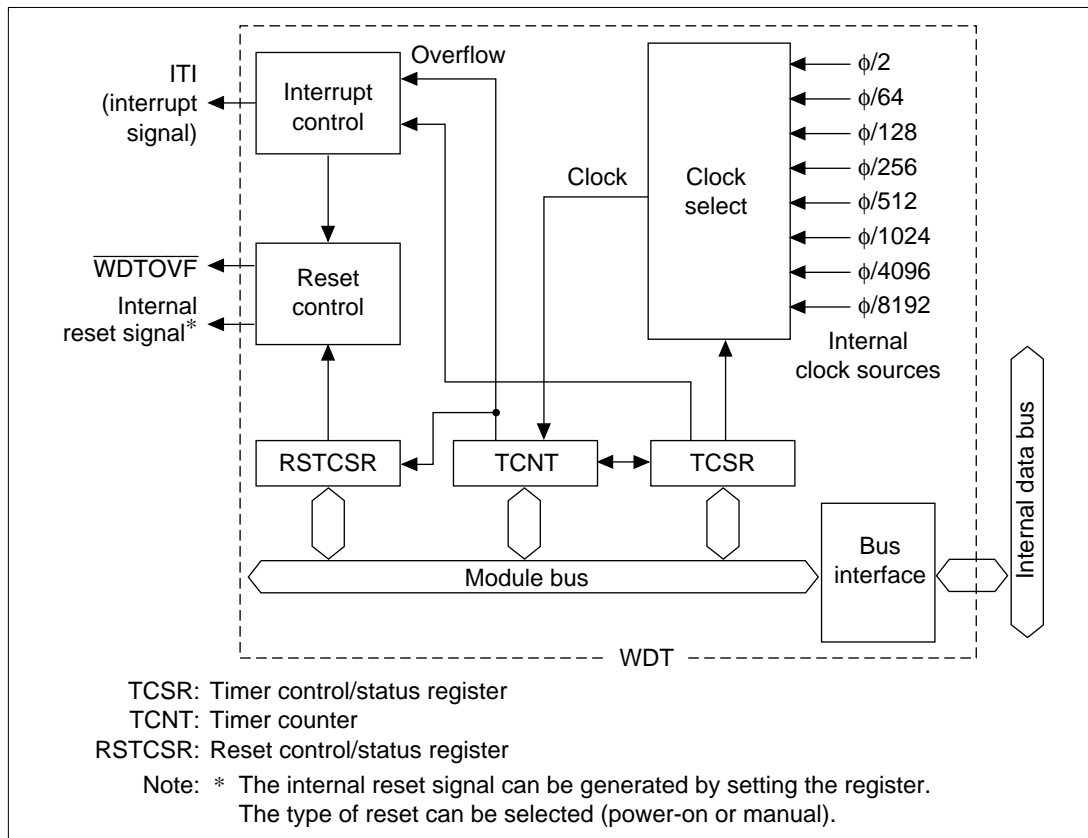 Overflow
ITI
(interrupt
signal)
Interrupt
control
Clock
Clock
select
ϕ/2
ϕ/64
ϕ/128
ϕ/256
ϕ/512
ϕ/1024
ϕ/4096
ϕ/8192
Internal
clock sources
WDTOVF
Internal
reset signal*
Reset
control
RSTCSR
TCNT
TCSR
Module bus
Bus
interface
Internal data bus
WDT
TCSR: Timer control/status register
TCNT: Timer counter
RSTCSR: Reset control/status register
Note: * The internal reset signal can be generated by setting the register.
The type of reset can be selected (power-on or manual).